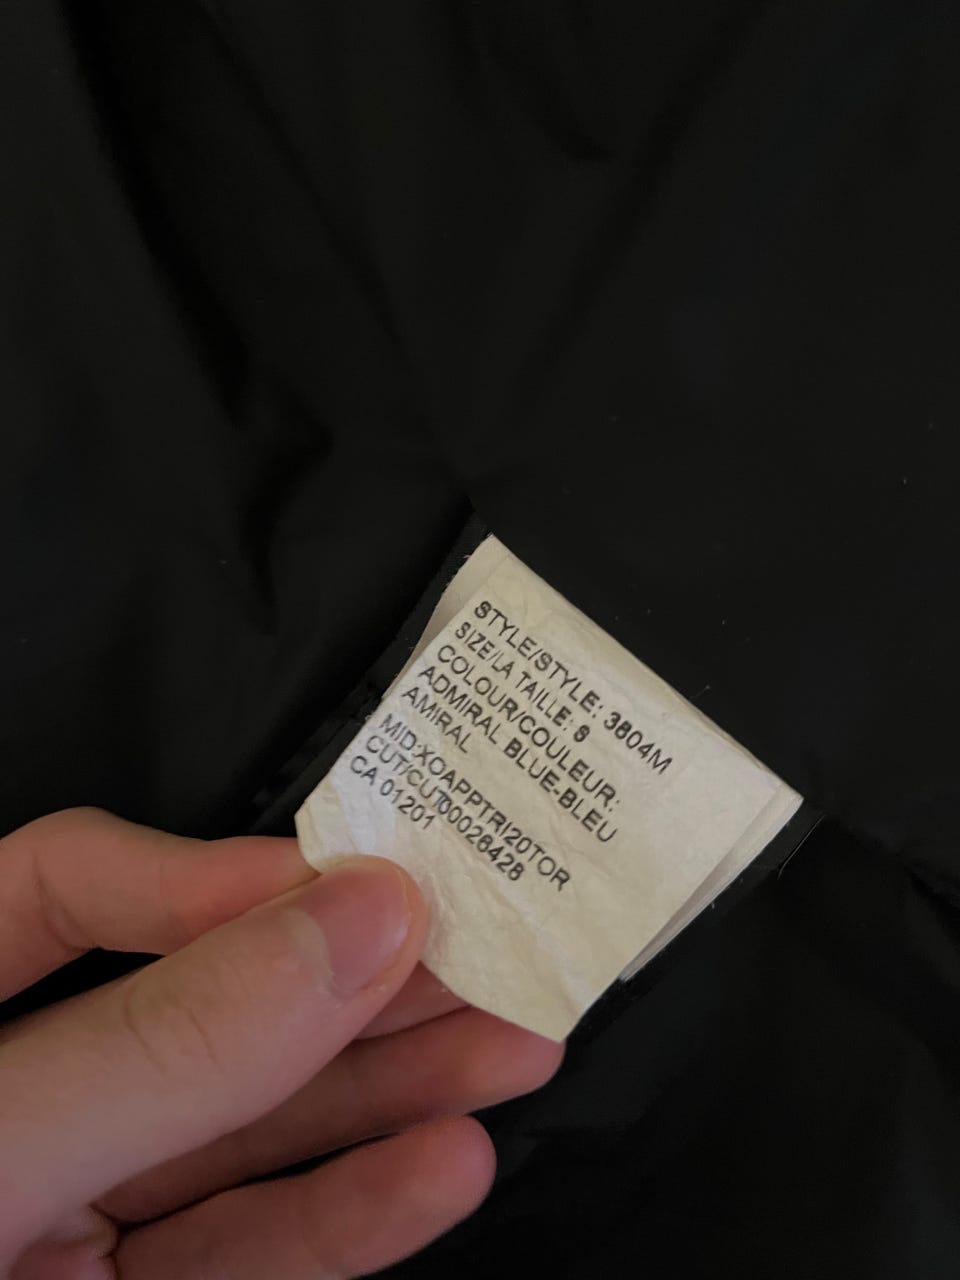 STYLE/STYLE: 3804M
SIZE/LA TAILLE: S
COLOUR/COULEUR:
ADMIRAL BLUE-BLEU
AMIRAL
MID:XOAPPTRI20TOR
CUT/CUT00026428
CA 01201